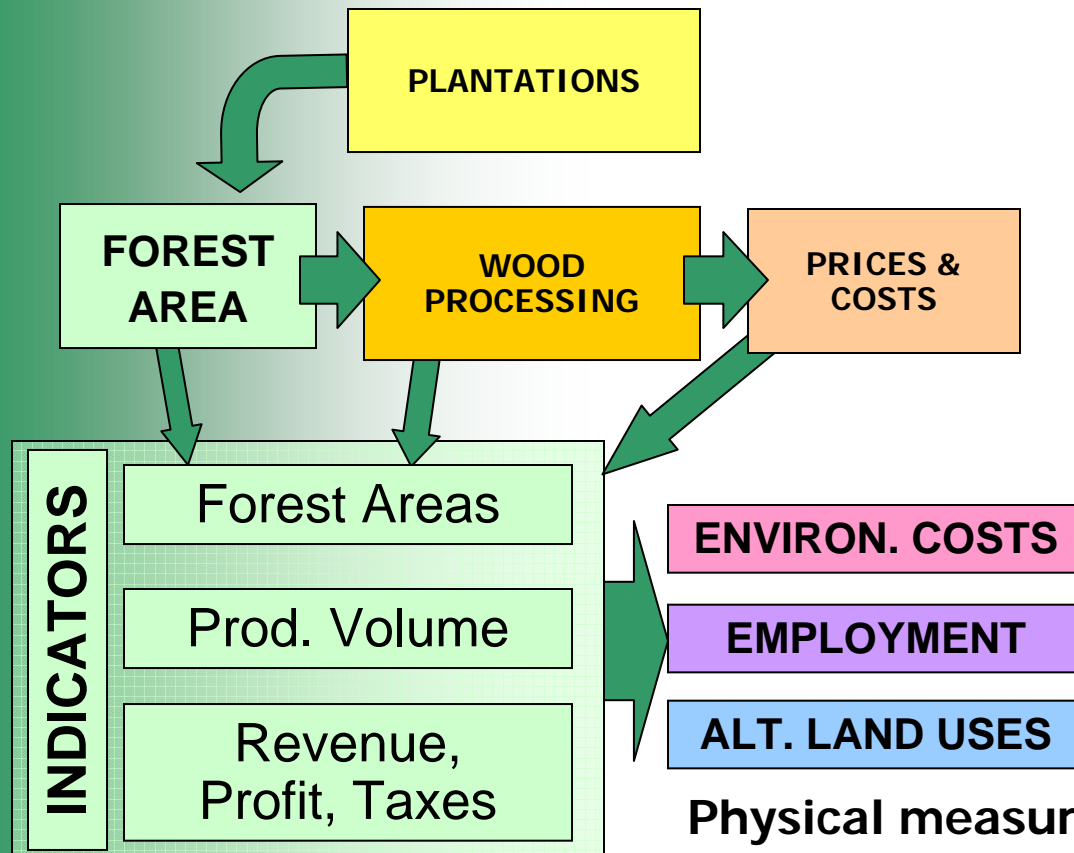 PLANTATIONS
FOREST
AREA
WOOD
PROCESSING
PRICES &
COSTS
INDICATORS
Forest Areas
Prod. Volume
Revenue,
Profit, Taxes
ENVIRON. COSTS
EMPLOYMENT
ALT. LAND USES
Physical